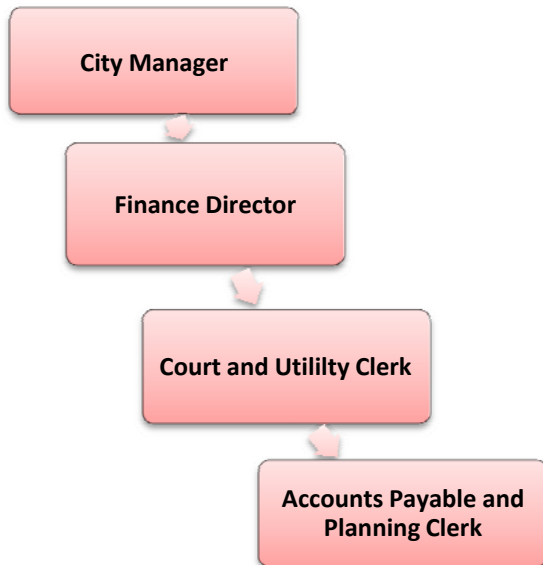 City Manager
Finance Director
Court and Utililty Clerk
Accounts Payable and
Planning Clerk